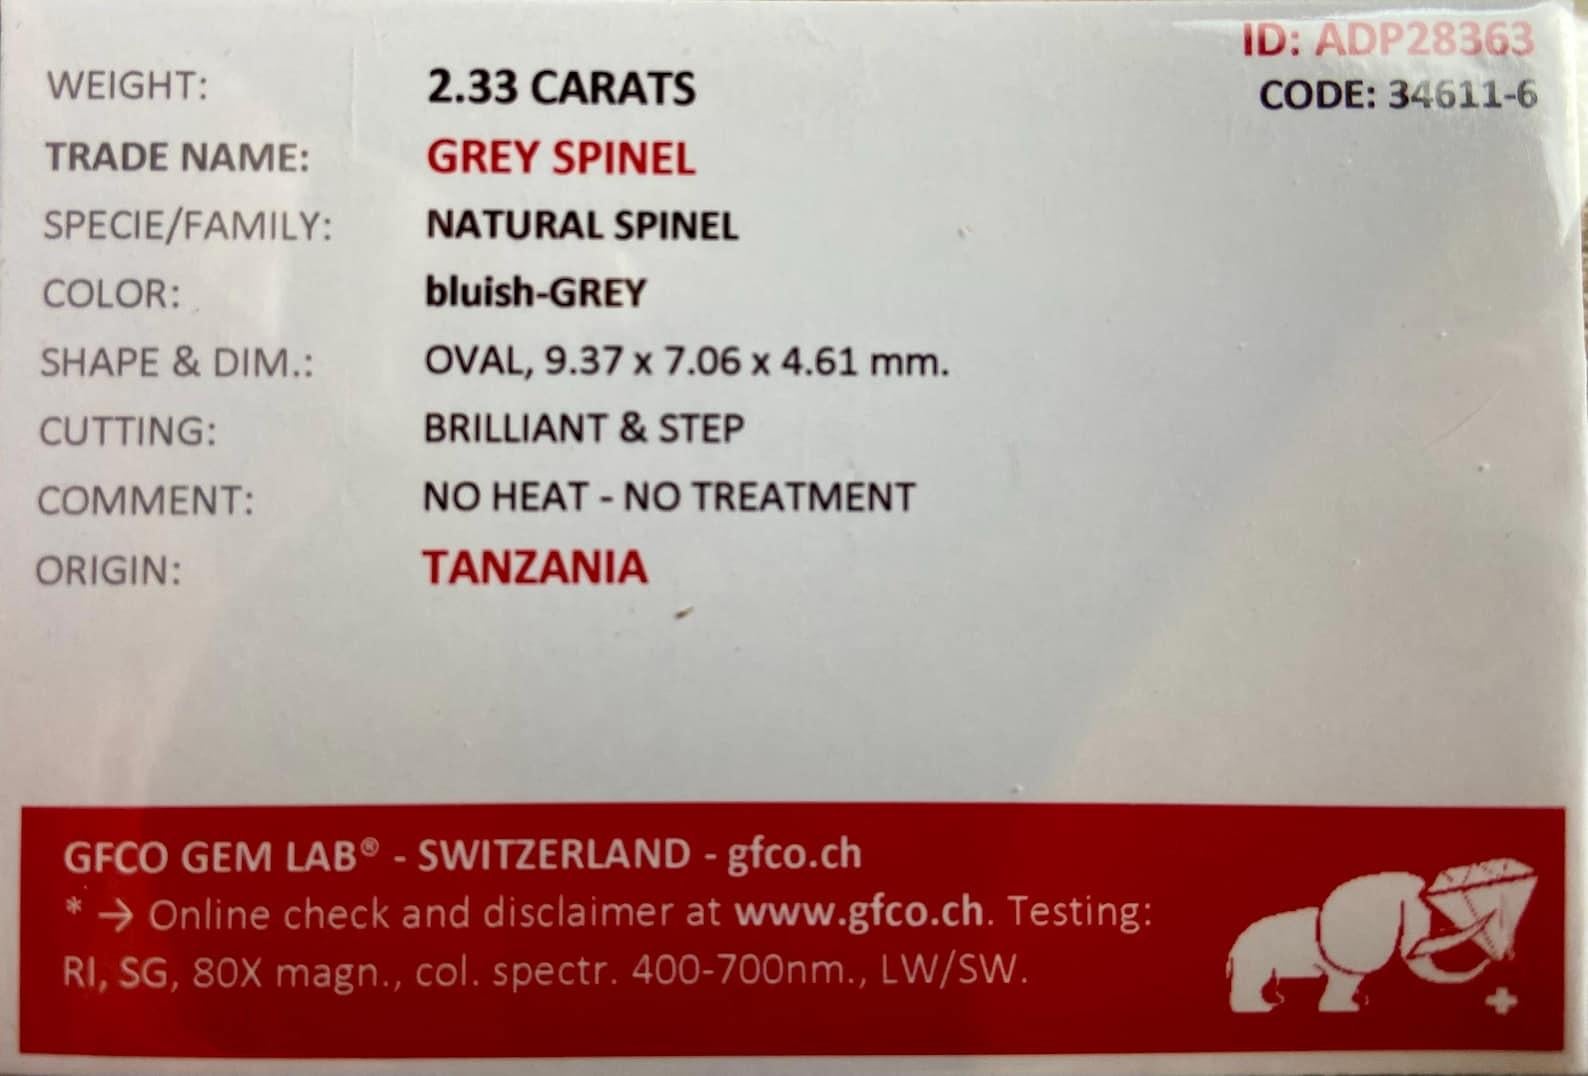 ID: ADP28363
CODE: 34611-6
WEIGHT: 2.33 CARATS
TRADE NAME: GREY SPINEL
SPECIE/FAMILY: NATURAL SPINEL
COLOR: bluish-GREY
SHAPE & DIM.: OVAL, 9.37 x 7.06 x 4.61 mm.
CUTTING: BRILLIANT & STEP
COMMENT: NO HEAT - NO TREATMENT
ORIGIN: TANZANIA
GFCO GEM LAB® - SWITZERLAND - gfco.ch
* → Online check and disclaimer at www.gfco.ch. Testing:
RI, SG, 80X magn., col. spectr. 400-700nm., LW/SW.